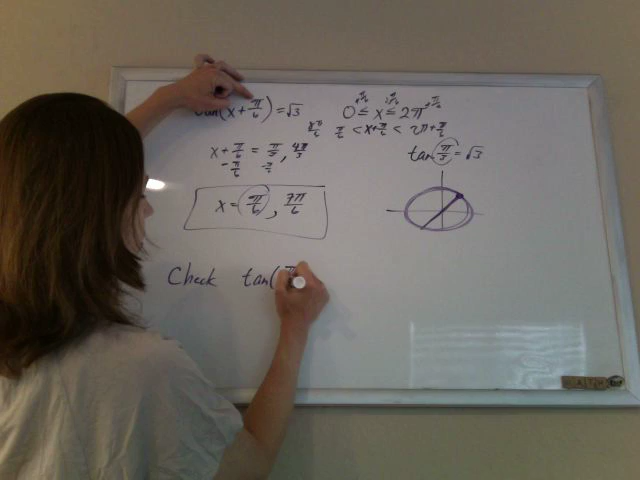 tan(x + π/6) = √3
0 ≤ x ≤ 2π
π/6 < x + π/6 < 2π + π/6
x + π/6 = π/3, 4π/3
- π/6 - π/6
tan π/3 = √3
x = π/6, 7π/6
Check tan(π